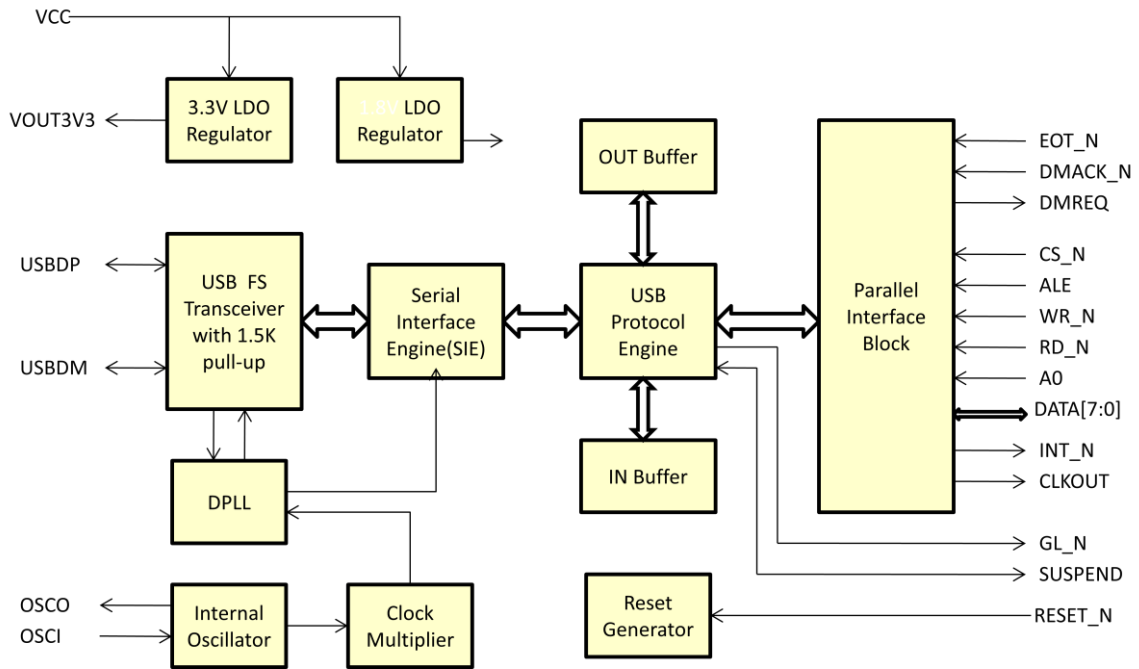 VCC
3.3V LDO
Regulator
1.8V LDO
Regulator
VOUT3V3
OUT Buffer
EOT_N
DMACK_N
DMREQ
USBDP
USBDM
USB FS
Transceiver
with 1.5K
pull-up
Serial
Interface
Engine(SIE)
USB
Protocol
Engine
Parallel
Interface
Block
CS_N
ALE
WR_N
RD_N
A0
DATA[7:0]
INT_N
CLKOUT
DPLL
IN Buffer
GL_N
SUSPEND
OSCO
OSCI
Internal
Oscillator
Clock
Multiplier
Reset
Generator
RESET_N